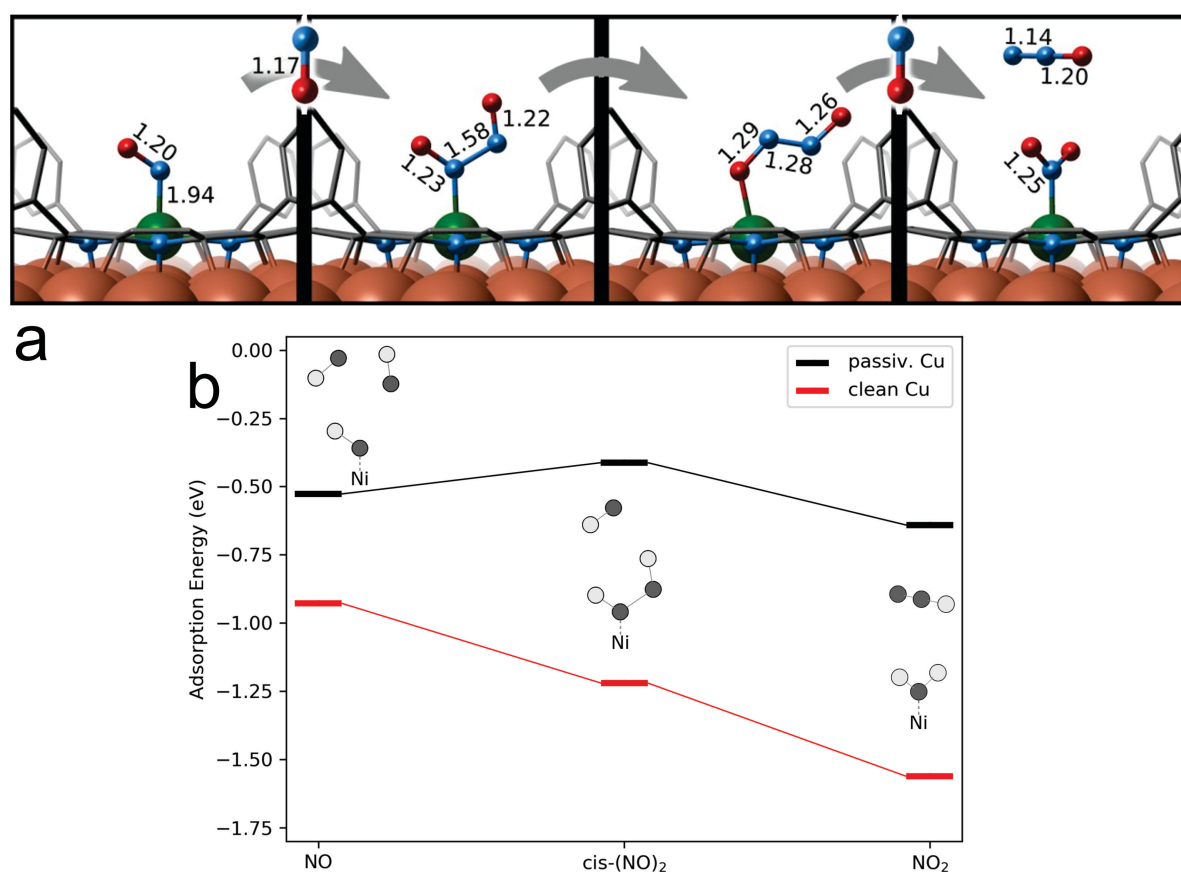 1.17
1.14
1.20
1.20
1.94
1.58
1.22
1.23
1.29
1.26
1.28
1.25
a
b
Adsorption Energy (eV)
0.00
−0.25
−0.50
−0.75
−1.00
−1.25
−1.50
−1.75
passiv. Cu
clean Cu
Ni
Ni
Ni
NO
cis-(NO)₂
NO₂